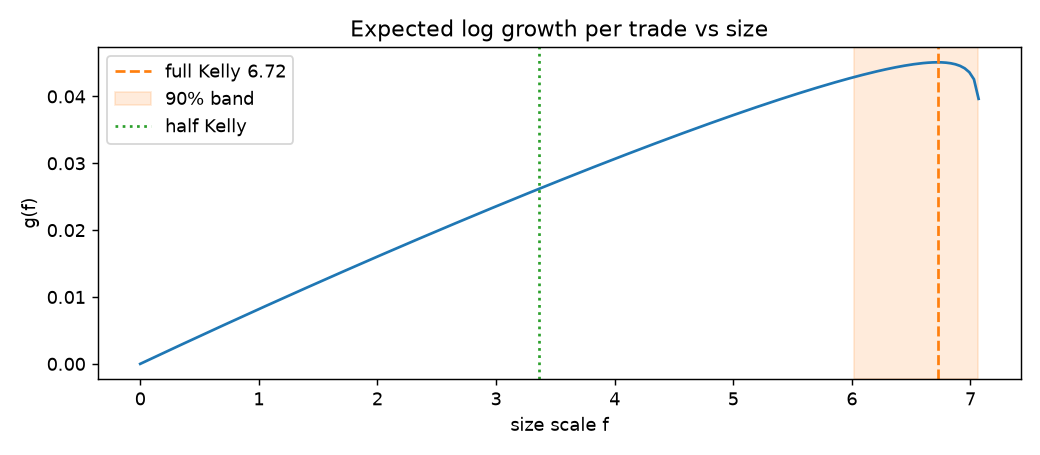 Expected log growth per trade vs size
full Kelly 6.72
90% band
half Kelly
0.04
0.03
0.02
0.01
0.00
g(f)
0 1 2 3 4 5 6 7
size scale f